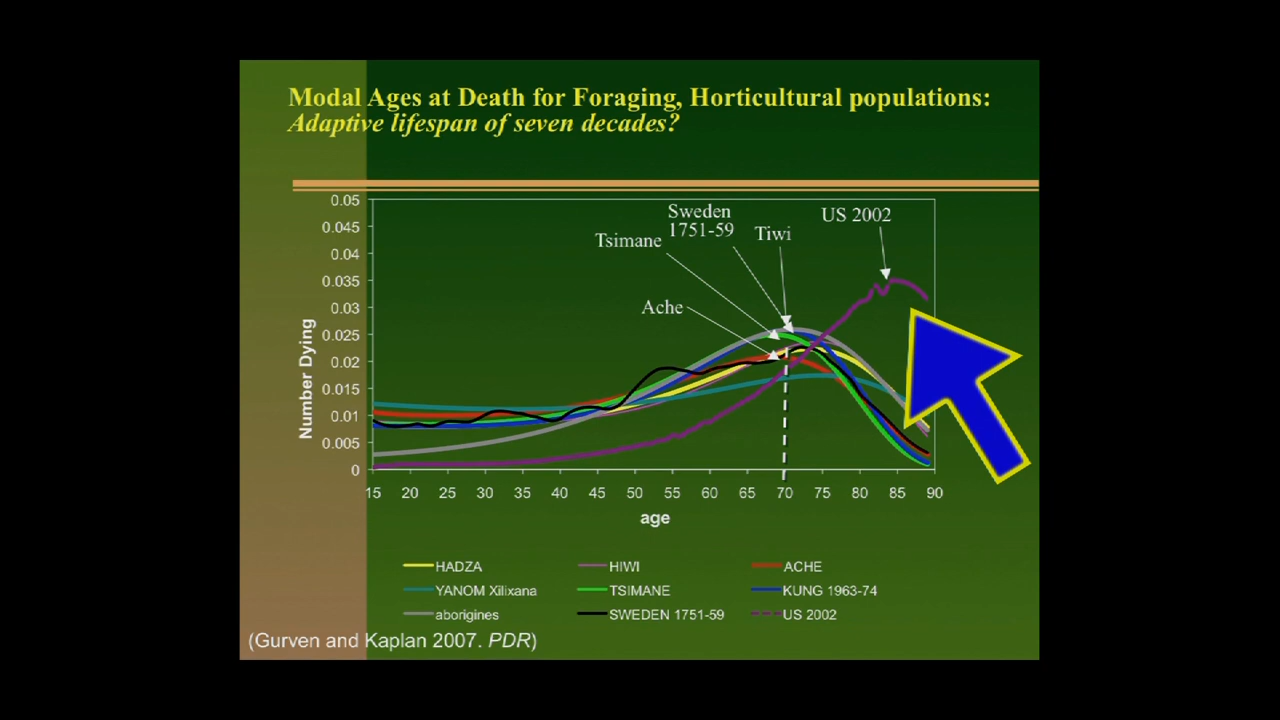 Modal Ages at Death for Foraging, Horticultural populations:
Adaptive lifespan of seven decades?
0.05
0.045
0.04
0.035
0.03
0.025
0.02
0.015
0.01
0.005
0
Number Dying
Sweden
1751-59
US 2002
Tsimane
Tiwi
Ache
15 20 25 30 35 40 45 50 55 60 65 70 75 80 85 90
age
HADZA HIWI ACHE
YANOM Xilixana TSIMANE KUNG 1963-74
aborigines SWEDEN 1751-59 US 2002
(Gurven and Kaplan 2007. PDR)